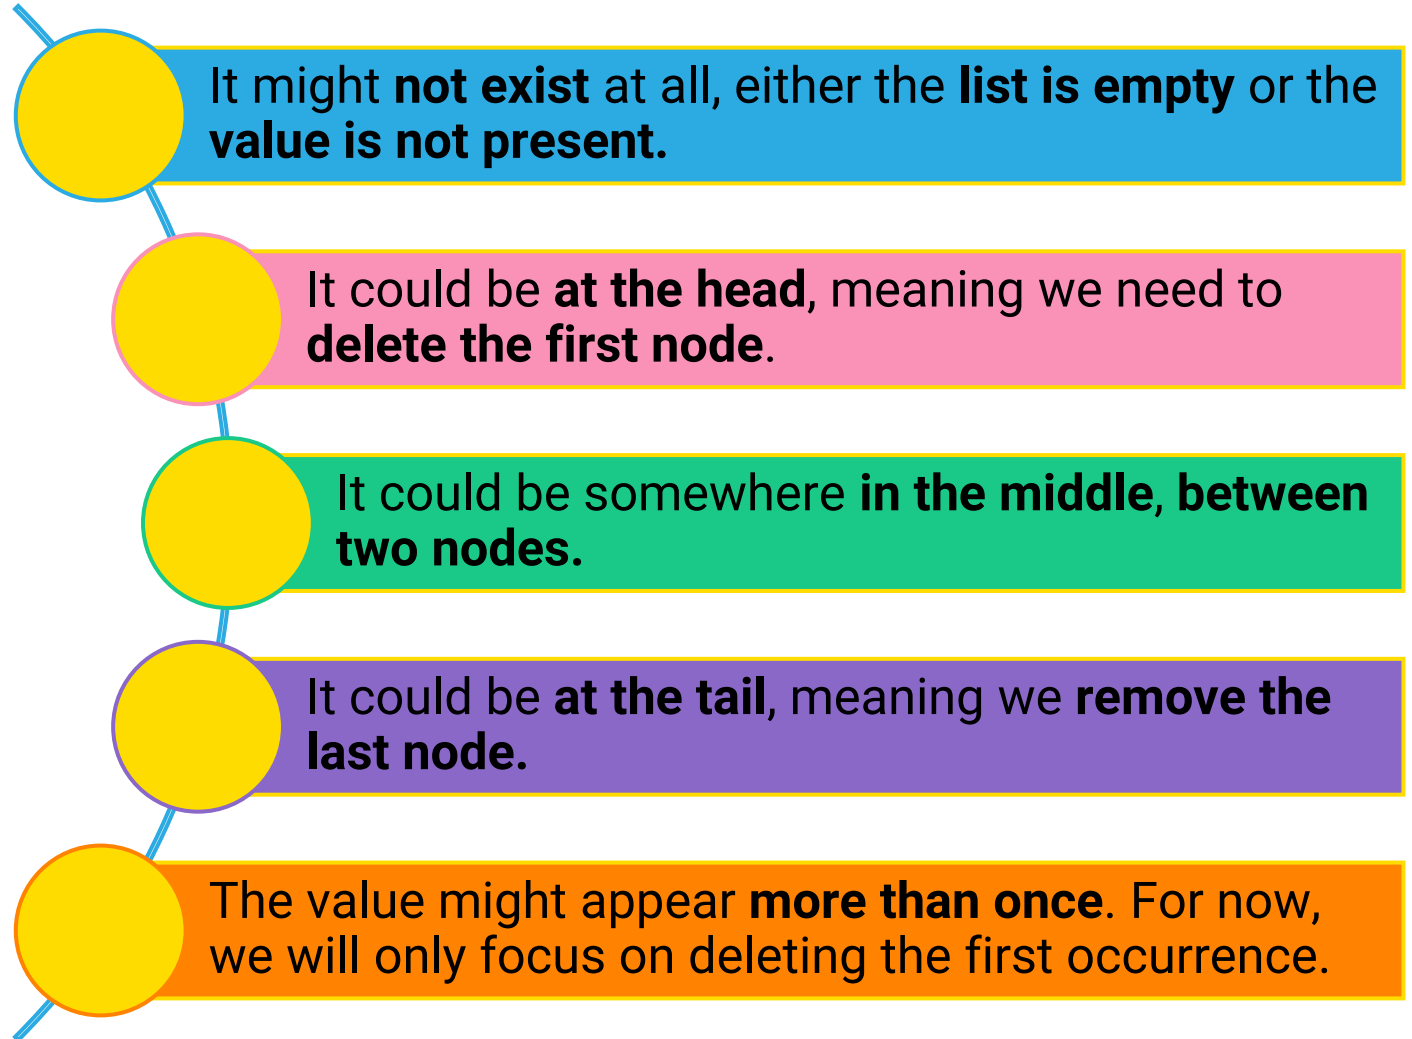 It might not exist at all, either the list is empty or the
value is not present.
It could be at the head, meaning we need to
delete the first node.
It could be somewhere in the middle, between
two nodes.
It could be at the tail, meaning we remove the
last node.
The value might appear more than once. For now,
we will only focus on deleting the first occurrence.